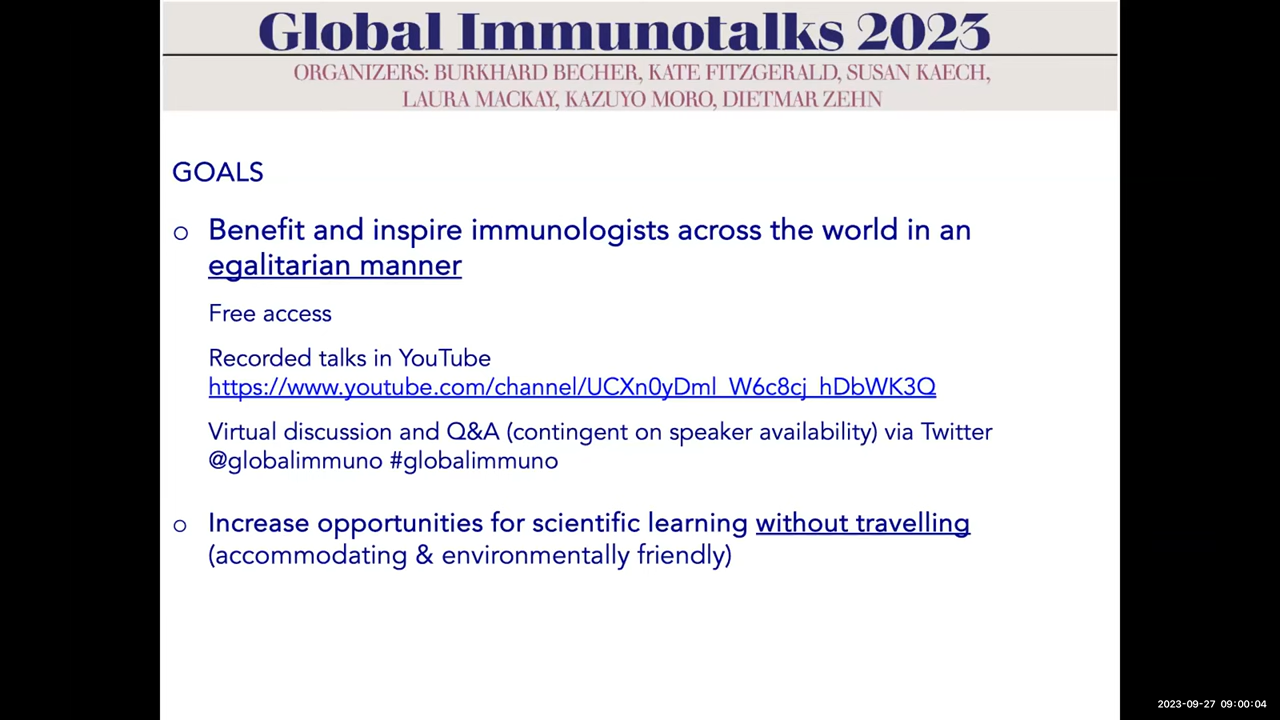 Global Immunotalks 2023
ORGANIZERS: BURKHARD BECHER, KATE FITZGERALD, SUSAN KAECH,
LAURA MACKAY, KAZUYO MORO, DIETMAR ZEHN
GOALS
o Benefit and inspire immunologists across the world in an
egalitarian manner
Free access
Recorded talks in YouTube
https://www.youtube.com/channel/UCXn0yDml_W6c8cj_hDbWK3Q
Virtual discussion and Q&A (contingent on speaker availability) via Twitter
@globalimmuno #globalimmuno
o Increase opportunities for scientific learning without travelling
(accommodating & environmentally friendly)
2023-09-27 09:00:04